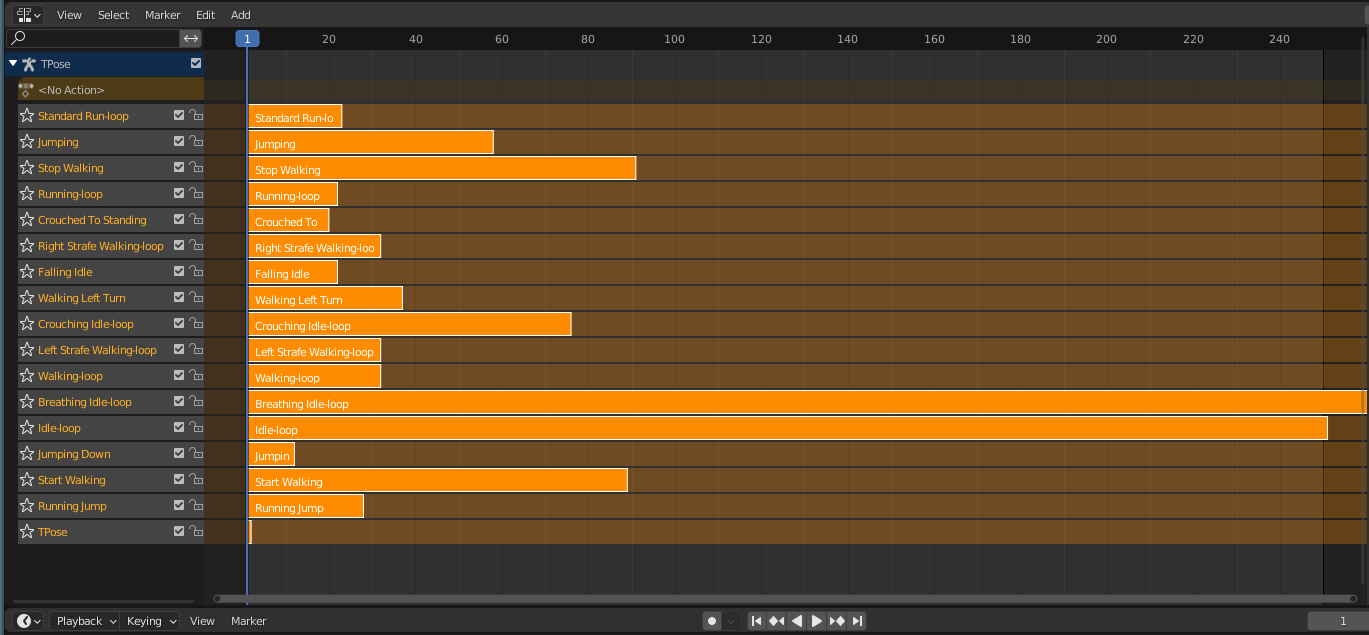 View Select Marker Edit Add
1 20 40 60 80 100 120 140 160 180 200 220 240
TPose
<No Action>
Standard Run-loop Standard Run-lo
Jumping Jumping
Stop Walking Stop Walking
Running-loop Running-loop
Crouched To Standing Crouched To
Right Strafe Walking-loop Right Strafe Walking-loo
Falling Idle Falling Idle
Walking Left Turn Walking Left Turn
Crouching Idle-loop Crouching Idle-loop
Left Strafe Walking-loop Left Strafe Walking-loop
Walking-loop Walking-loop
Breathing Idle-loop Breathing Idle-loop
Idle-loop Idle-loop
Jumping Down Jumpin
Start Walking Start Walking
Running Jump Running Jump
TPose
Playback Keying View Marker 1